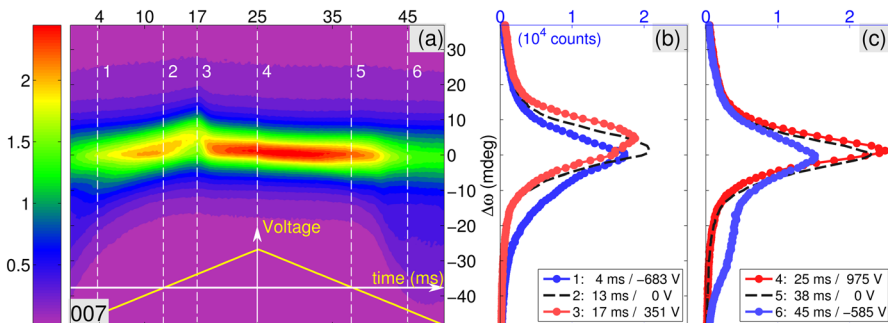 4 10 17 25 35 45
(a)
1 2 3 4 5 6
2
1.5
1
0.5
30
20
10
0
-10
-20
-30
-40
Voltage
time (ms)
007
Δω (mdeg)
0 1 2
(10⁴ counts)
(b)
1: 4 ms / −683 V
2: 13 ms / 0 V
3: 17 ms / 351 V
0 1 2
(c)
4: 25 ms / 975 V
5: 38 ms / 0 V
6: 45 ms / −585 V